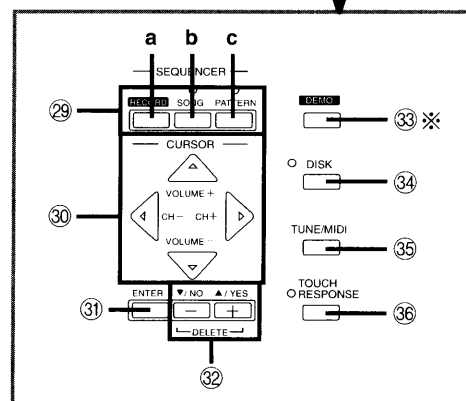 a b c
SEQUENCER
RECORD SONG PATTERN
㉙
DEMO
㉝ ※
CURSOR
VOLUME +
CH− CH+
VOLUME −
㉚
DISK
㉞
TUNE/MIDI
㉟
ENTER ▼/NO ▲/YES
− +
DELETE
㉛
㉜
TOUCH
RESPONSE
㊱